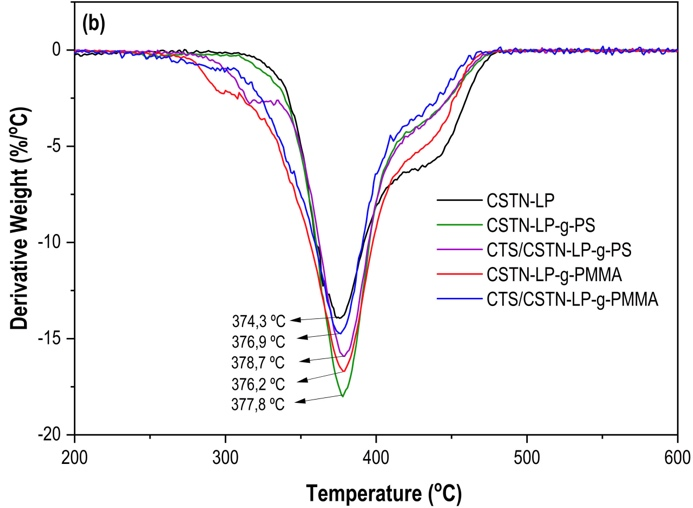 (b)
0
-5
-10
-15
-20
Derivative Weight (%/ºC)
CSTN-LP
CSTN-LP-g-PS
CTS/CSTN-LP-g-PS
CSTN-LP-g-PMMA
CTS/CSTN-LP-g-PMMA
374,3 ºC
376,9 ºC
378,7 ºC
376,2 ºC
377,8 ºC
200
300
400
500
600
Temperature (ºC)